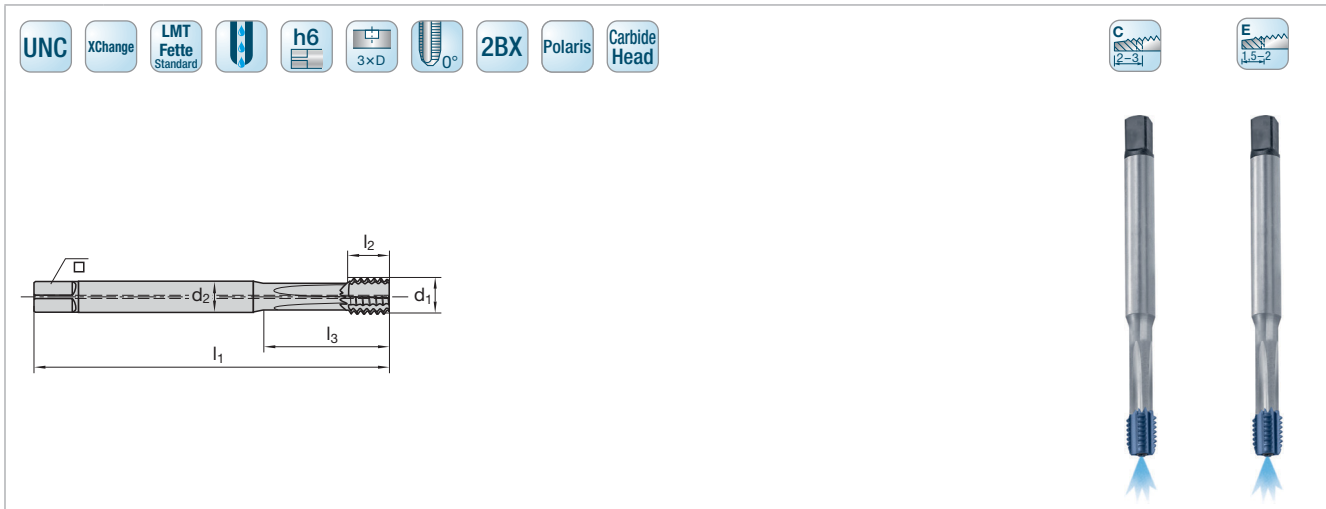 UNC
XChange
LMT
Fette
Standard
h6
3×D
0°
2BX
Polaris
Carbide
Head
C
2–3
E
1,5–2
l2
d2
d1
l3
l1